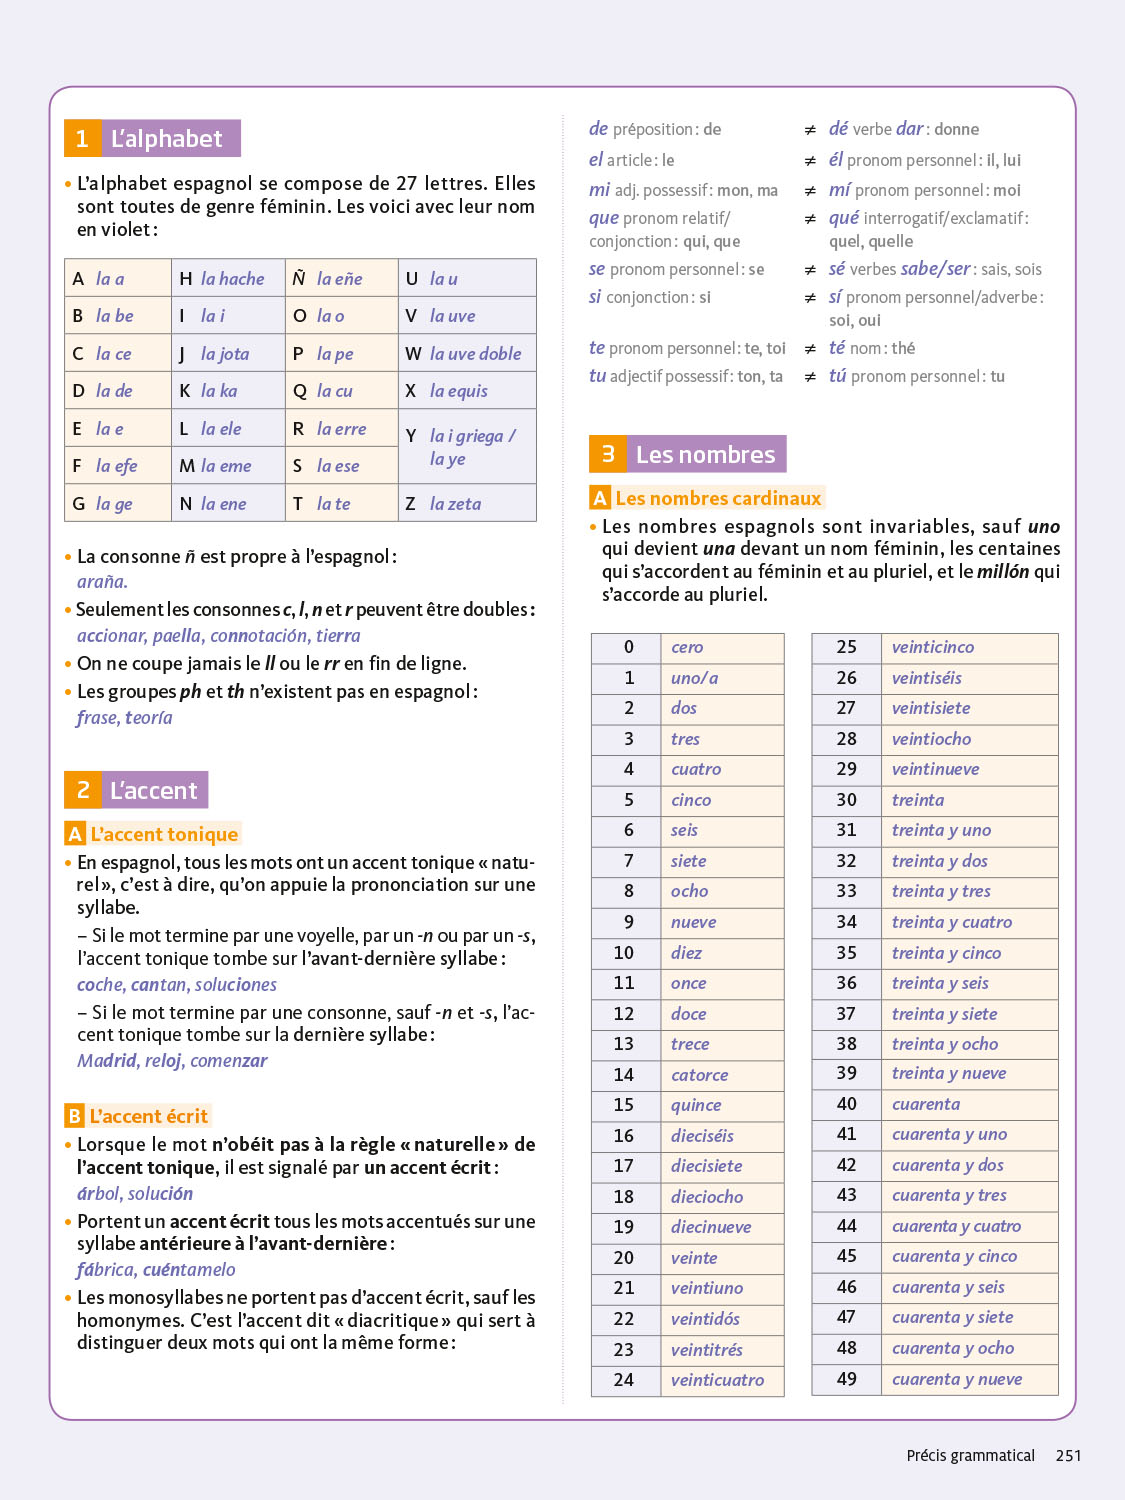 1 L'alphabet
• L'alphabet espagnol se compose de 27 lettres. Elles
sont toutes de genre féminin. Les voici avec leur nom
en violet :
A la a H la hache Ñ la eñe U la u
B la be I la i O la o V la uve
C la ce J la jota P la pe W la uve doble
D la de K la ka Q la cu X la equis
E la e L la ele R la erre Y la i griega /
la ye
F la efe M la eme S la ese
G la ge N la ene T la te Z la zeta
• La consonne ñ est propre à l'espagnol :
araña.
• Seulement les consonnes c, l, n et r peuvent être doubles :
accionar, paella, connotación, tierra
• On ne coupe jamais le ll ou le rr en fin de ligne.
• Les groupes ph et th n'existent pas en espagnol :
frase, teoría
2 L'accent
A L'accent tonique
• En espagnol, tous les mots ont un accent tonique « natu-
rel », c'est à dire, qu'on appuie la prononciation sur une
syllabe.
– Si le mot termine par une voyelle, par un -n ou par un -s,
l'accent tonique tombe sur l'avant-dernière syllabe :
coche, cantan, soluciones
– Si le mot termine par une consonne, sauf -n et -s, l'ac-
cent tonique tombe sur la dernière syllabe :
Madrid, reloj, comenzar
B L'accent écrit
• Lorsque le mot n'obéit pas à la règle « naturelle » de
l'accent tonique, il est signalé par un accent écrit :
árbol, solución
• Portent un accent écrit tous les mots accentués sur une
syllabe antérieure à l'avant-dernière :
fábrica, cuéntamelo
• Les monosyllabes ne portent pas d'accent écrit, sauf les
homonymes. C'est l'accent dit « diacritique » qui sert à
distinguer deux mots qui ont la même forme :
de préposition : de ≠ dé verbe dar : donne
el article : le ≠ él pronom personnel : il, lui
mi adj. possessif : mon, ma ≠ mí pronom personnel : moi
que pronom relatif/ ≠ qué interrogatif/exclamatif :
conjonction : qui, que quel, quelle
se pronom personnel : se ≠ sé verbes sabe/ser : sais, sois
si conjonction : si ≠ sí pronom personnel/adverbe :
soi, oui
te pronom personnel : te, toi ≠ té nom : thé
tu adjectif possessif : ton, ta ≠ tú pronom personnel : tu
3 Les nombres
A Les nombres cardinaux
• Les nombres espagnols sont invariables, sauf uno
qui devient una devant un nom féminin, les centaines
qui s'accordent au féminin et au pluriel, et le millón qui
s'accorde au pluriel.
0 cero
1 uno/a
2 dos
3 tres
4 cuatro
5 cinco
6 seis
7 siete
8 ocho
9 nueve
10 diez
11 once
12 doce
13 trece
14 catorce
15 quince
16 dieciséis
17 diecisiete
18 dieciocho
19 diecinueve
20 veinte
21 veintiuno
22 veintidós
23 veintitrés
24 veinticuatro
25 veinticinco
26 veintiséis
27 veintisiete
28 veintiocho
29 veintinueve
30 treinta
31 treinta y uno
32 treinta y dos
33 treinta y tres
34 treinta y cuatro
35 treinta y cinco
36 treinta y seis
37 treinta y siete
38 treinta y ocho
39 treinta y nueve
40 cuarenta
41 cuarenta y uno
42 cuarenta y dos
43 cuarenta y tres
44 cuarenta y cuatro
45 cuarenta y cinco
46 cuarenta y seis
47 cuarenta y siete
48 cuarenta y ocho
49 cuarenta y nueve
Précis grammatical 251